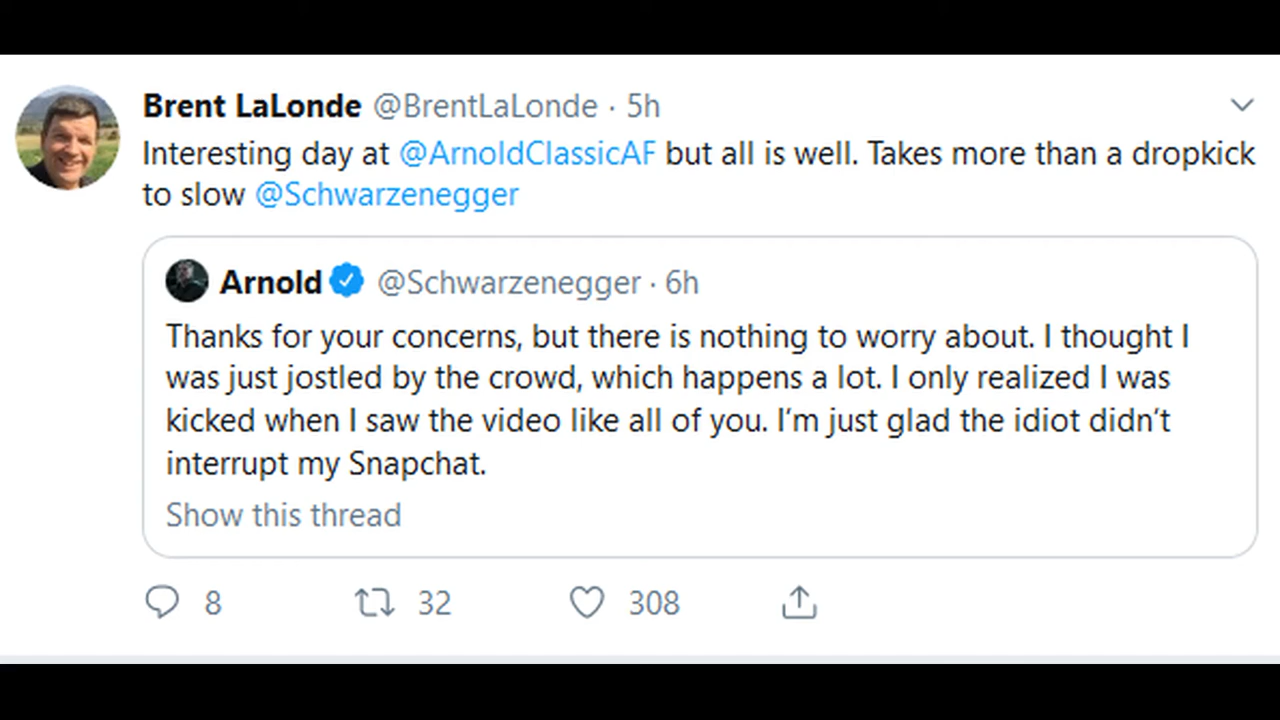 Brent LaLonde @BrentLaLonde · 5h
Interesting day at @ArnoldClassicAF but all is well. Takes more than a dropkick
to slow @Schwarzenegger
Arnold @Schwarzenegger · 6h
Thanks for your concerns, but there is nothing to worry about. I thought I
was just jostled by the crowd, which happens a lot. I only realized I was
kicked when I saw the video like all of you. I’m just glad the idiot didn’t
interrupt my Snapchat.
Show this thread
8 32 308